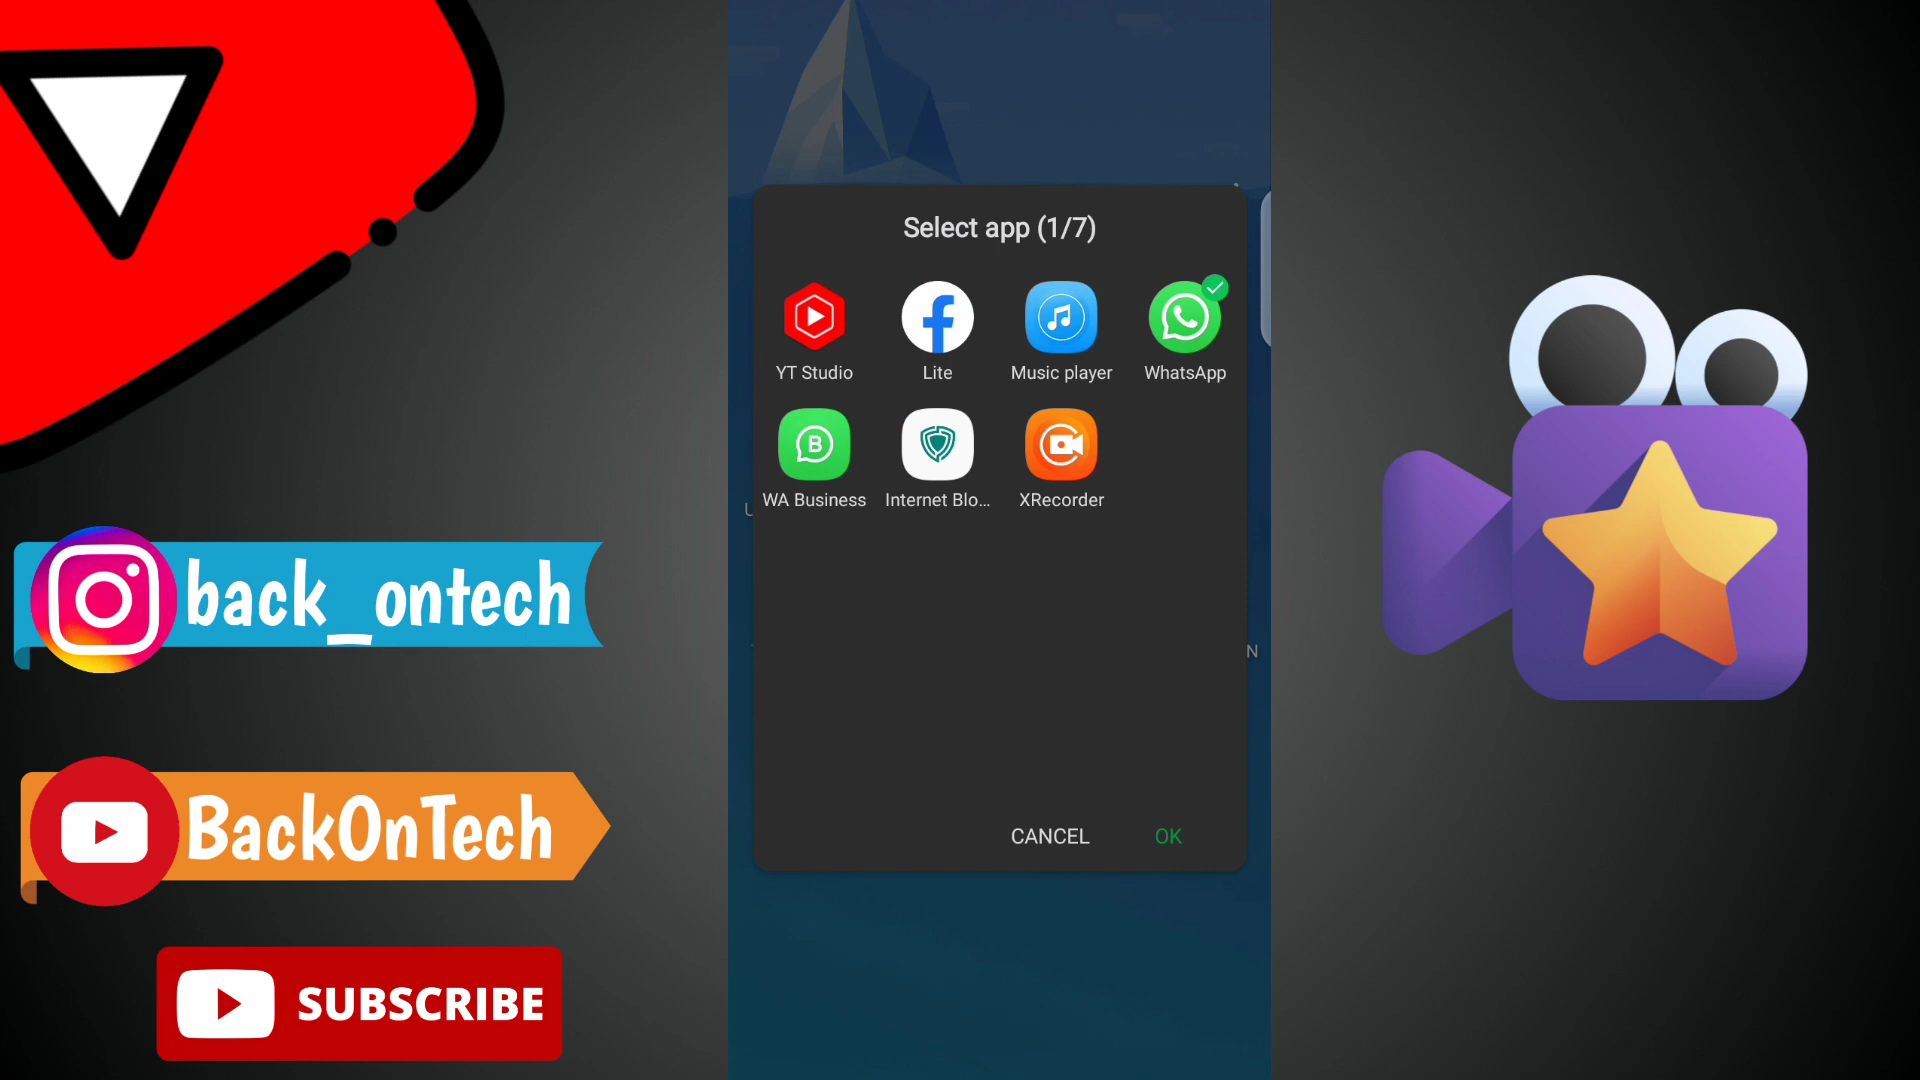 Select app (1/7)
YT Studio
Lite
Music player
WhatsApp
B
WA Business
Internet Blo...
XRecorder
U
N
CANCEL
OK
back_ontech
BackOnTech
SUBSCRIBE